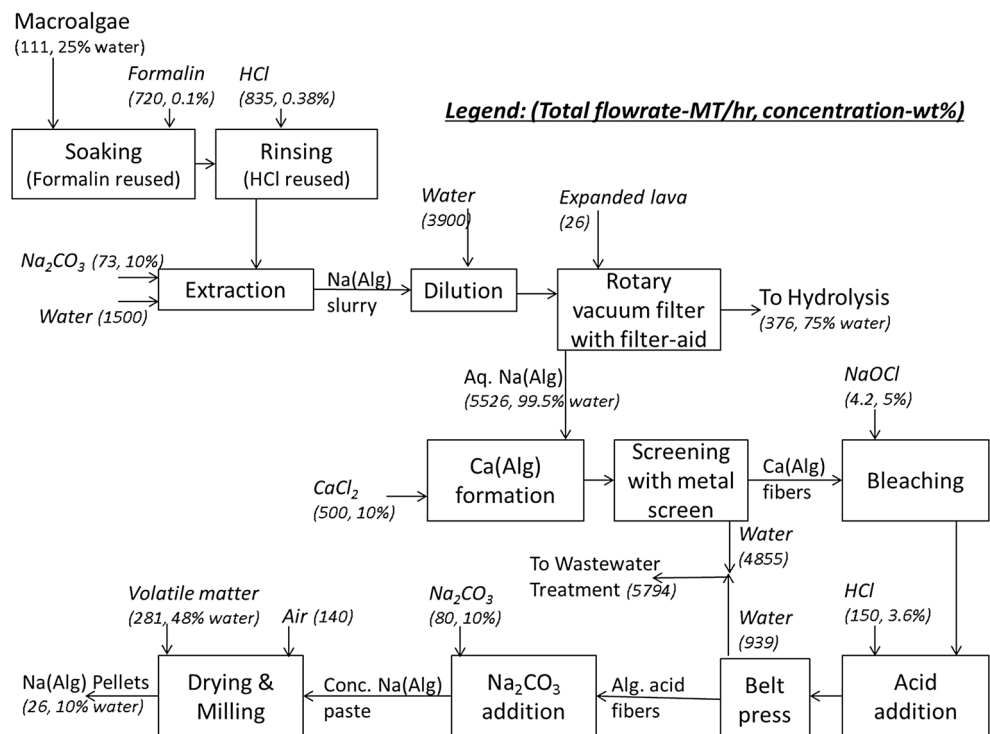 Macroalgae
(111, 25% water)
Formalin
(720, 0.1%)
HCl
(835, 0.38%)
Legend: (Total flowrate-MT/hr, concentration-wt%)
Soaking
(Formalin reused)
Rinsing
(HCl reused)
Water
(3900)
Expanded lava
(26)
Na₂CO₃ (73, 10%)
Water (1500)
Extraction
Na(Alg)
slurry
Dilution
Rotary
vacuum filter
with filter-aid
To Hydrolysis
(376, 75% water)
Aq. Na(Alg)
(5526, 99.5% water)
NaOCl
(4.2, 5%)
CaCl₂
(500, 10%)
Ca(Alg)
formation
Screening
with metal
screen
Ca(Alg)
fibers
Bleaching
Water
(4855)
To Wastewater
Treatment (5794)
Volatile matter
(281, 48% water)
Air (140)
Na₂CO₃
(80, 10%)
Water
(939)
HCl
(150, 3.6%)
Na(Alg) Pellets
(26, 10% water)
Drying &
Milling
Conc. Na(Alg)
paste
Na₂CO₃
addition
Alg. acid
fibers
Belt
press
Acid
addition